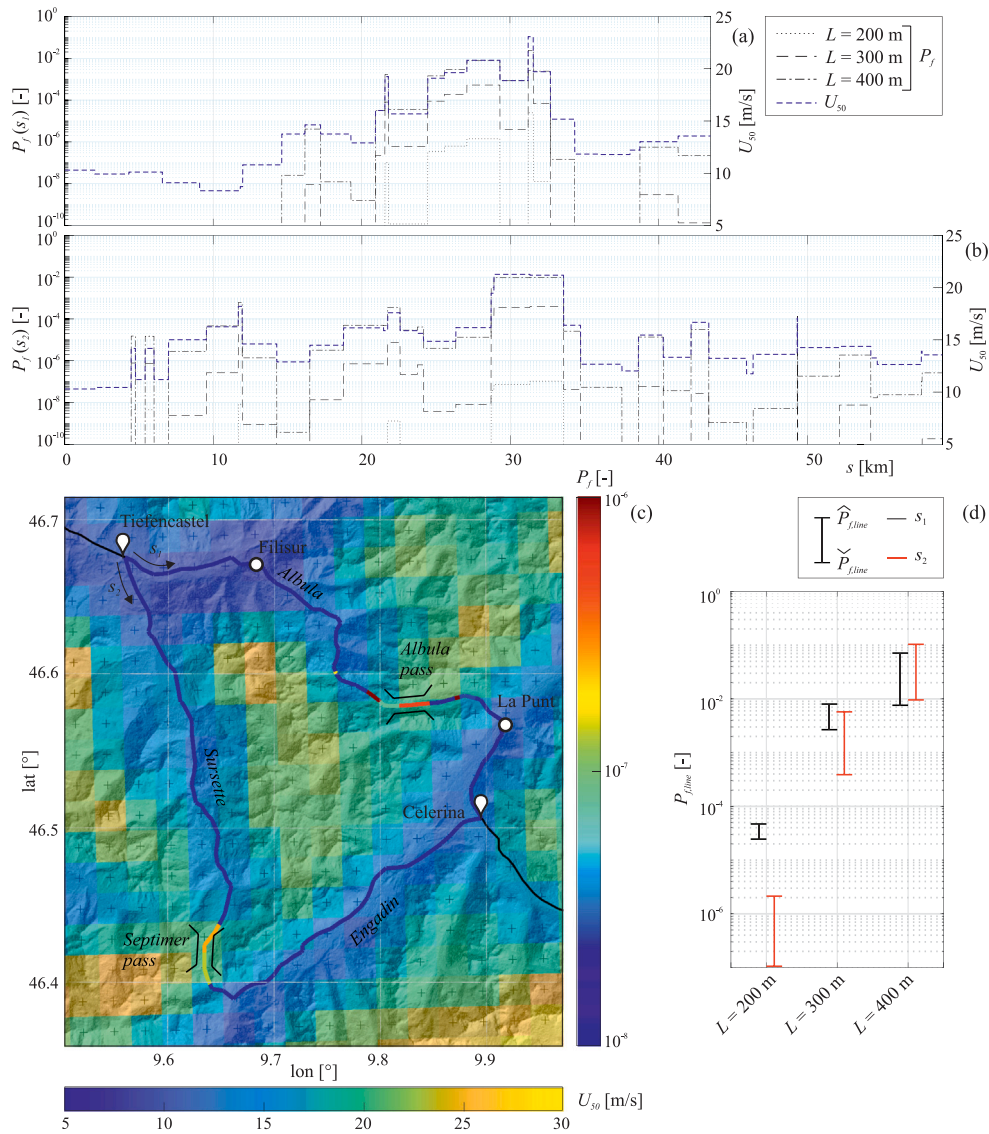 (a)
L = 200 m
L = 300 m
L = 400 m
P_f
U_50
P_f (s_1) [-]
10^0
10^-2
10^-4
10^-6
10^-8
10^-10
25
20
15
10
5
U_50 [m/s]
(b)
P_f (s_2) [-]
10^0
10^-2
10^-4
10^-6
10^-8
10^-10
25
20
15
10
5
U_50 [m/s]
0 10 20 30 40 50 s [km]
(c)
P_f [-]
10^-6
10^-7
10^-8
Tiefencastel
Filisur
Albula
Albula
pass
La Punt
Surselle
Celerina
Engadin
Septimer
pass
s_2
lat [°]
46.7
46.6
46.5
46.4
9.6 9.7 9.8 9.9
lon [°]
5 10 15 20 25 30
U_50 [m/s]
(d)
P̂_f,line
P̌_f,line
s_1
s_2
P_f,line [-]
10^0
10^-2
10^-4
10^-6
L = 200 m
L = 300 m
L = 400 m